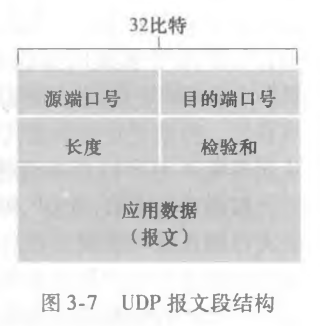 32比特
源端口号 目的端口号
长度 检验和
应用数据
（报文）
图 3-7 UDP 报文段结构